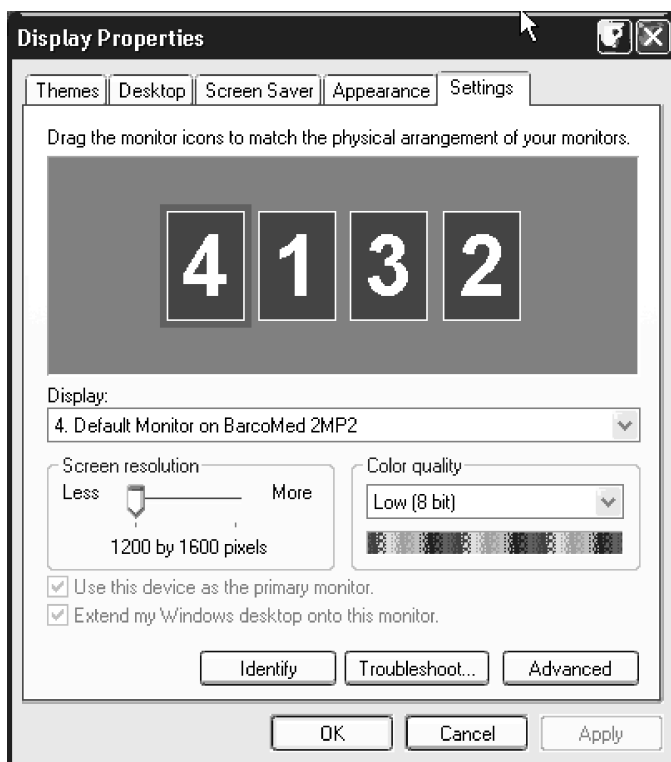 Display Properties
Themes Desktop Screen Saver Appearance Settings
Drag the monitor icons to match the physical arrangement of your monitors.
4 1 3 2
Display:
4. Default Monitor on BarcoMed 2MP2
Screen resolution Color quality
Less More Low (8 bit)
1200 by 1600 pixels
Use this device as the primary monitor.
Extend my Windows desktop onto this monitor.
Identify Troubleshoot... Advanced
OK Cancel Apply